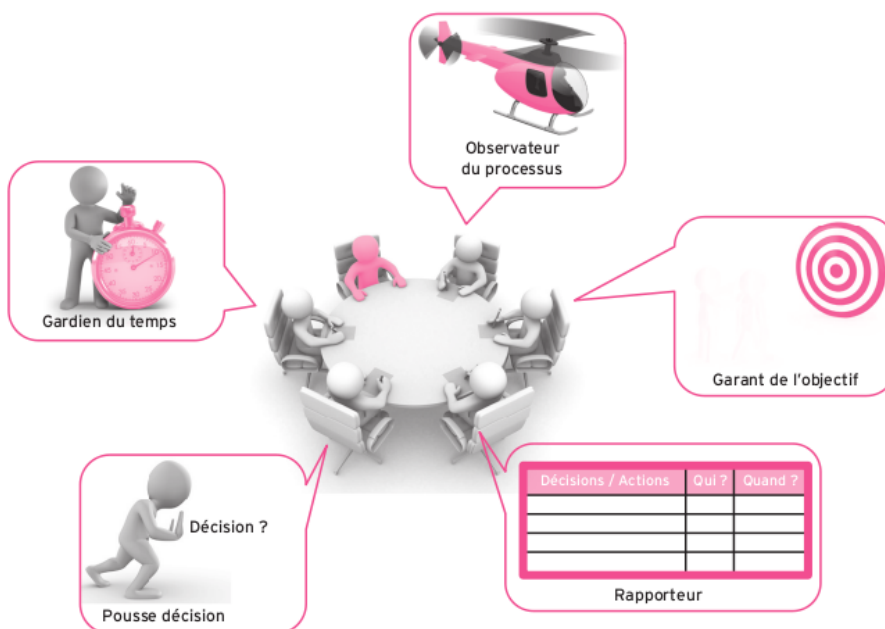 Observateur
du processus
Gardien du temps
Garant de l'objectif
Décision ?
Pousse décision
Décisions / Actions Qui ? Quand ?
Rapporteur